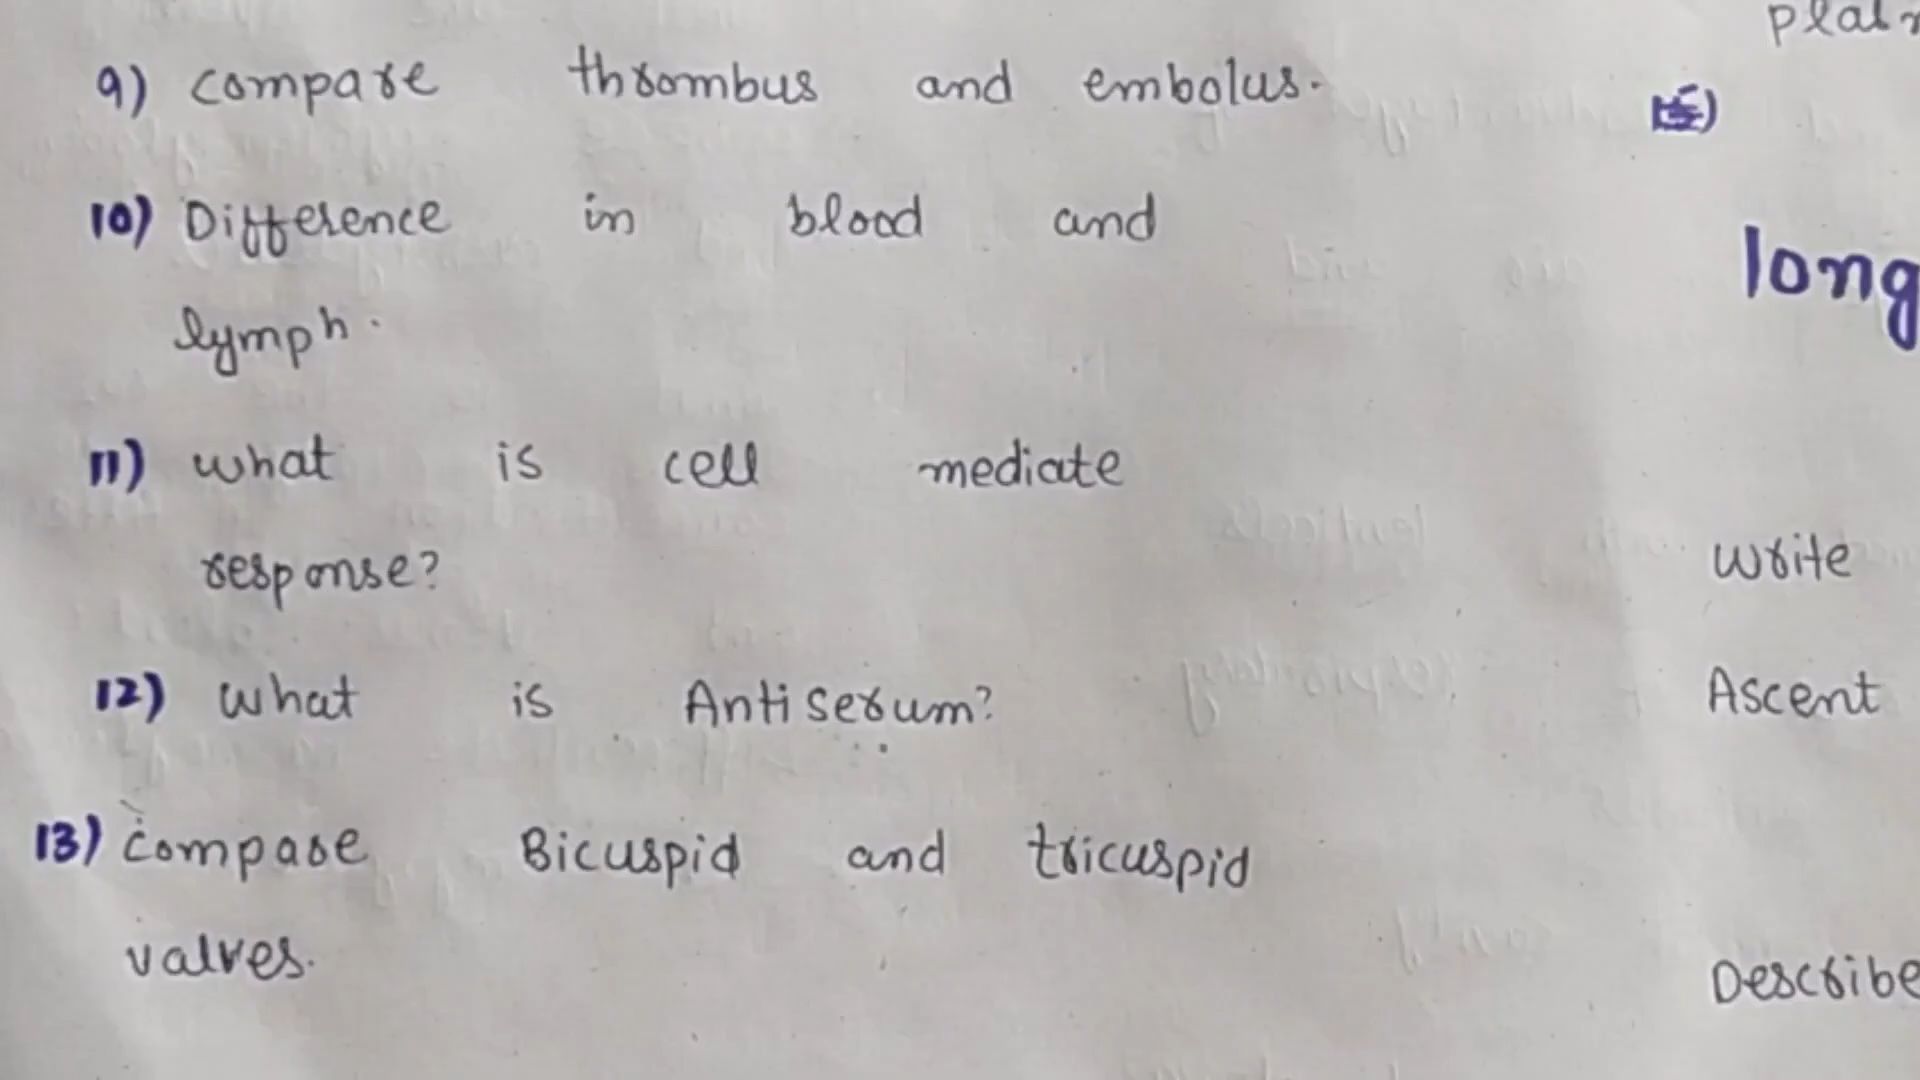 9) compare thrombus and embolus.
10) Difference in blood and
lymph.
11) what is cell mediate
response?
12) what is Antiserum?
13) compare Bicuspid and tricuspid
valves.
long
write
Ascent
Describe